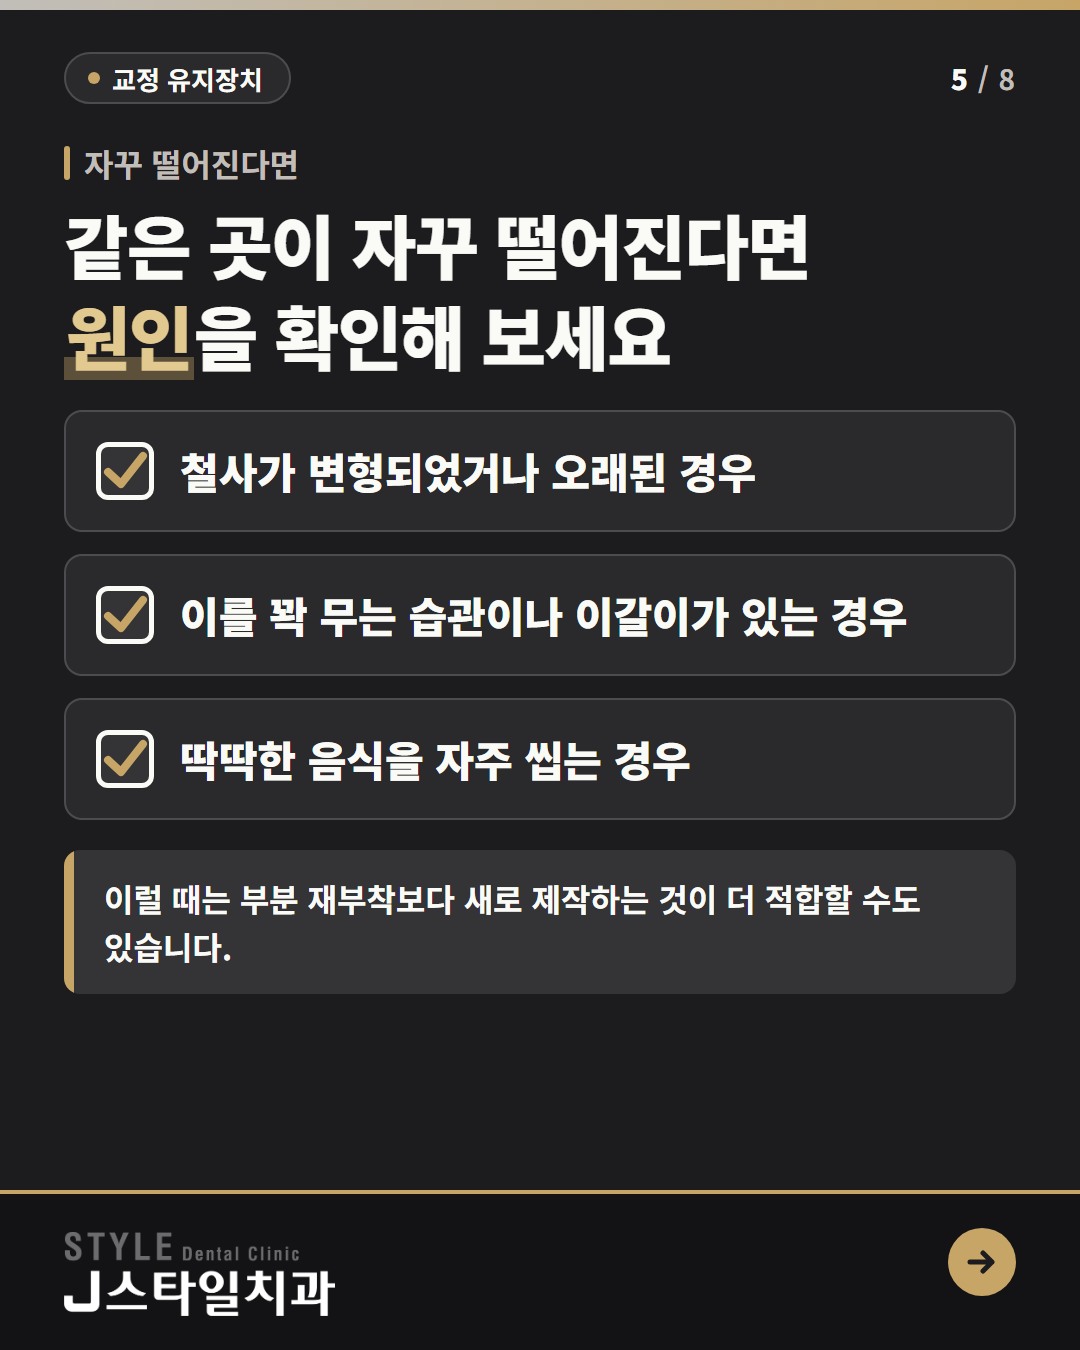 교정 유지장치
5 / 8
자꾸 떨어진다면
같은 곳이 자꾸 떨어진다면
원인을 확인해 보세요
철사가 변형되었거나 오래된 경우
이를 꽉 무는 습관이나 이갈이가 있는 경우
딱딱한 음식을 자주 씹는 경우
이럴 때는 부분 재부착보다 새로 제작하는 것이 더 적합할 수도
있습니다.
STYLE Dental Clinic
J스타일치과